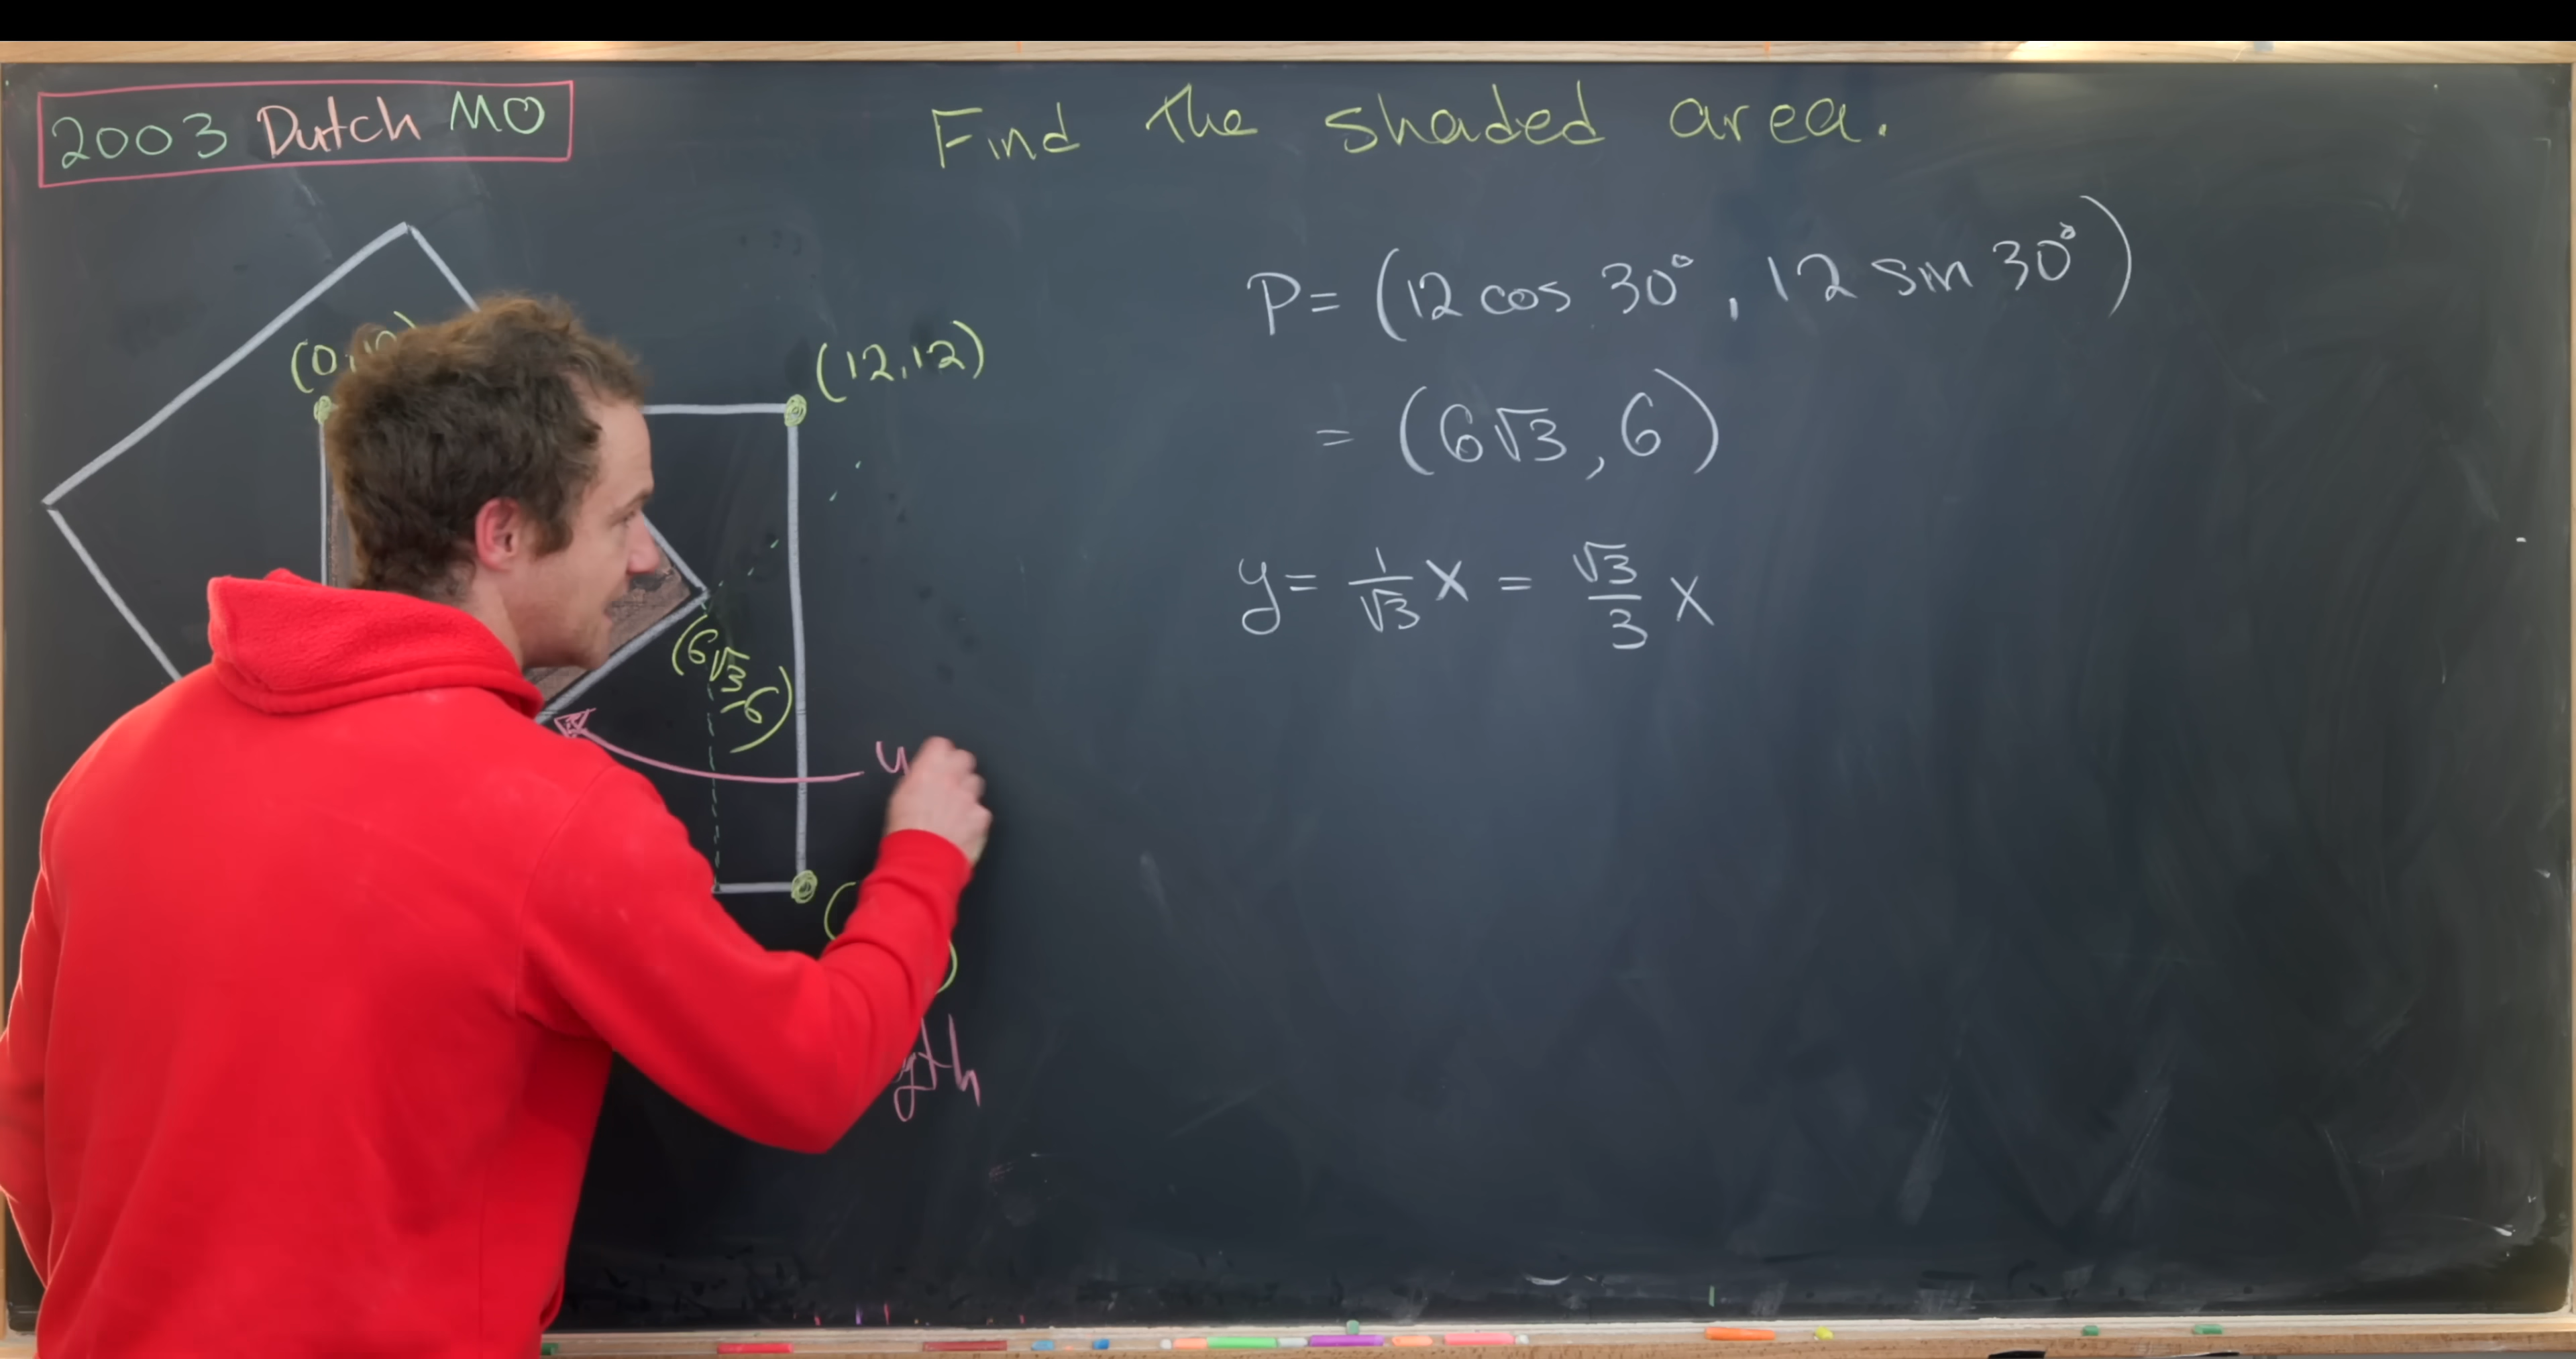 2003 Dutch MO
Find the shaded area.
(12,12)
P = (12 cos 30°, 12 sin 30°)
= (6√3, 6)
y = 1/√3 x = √3/3 x
(6√3
6)
y